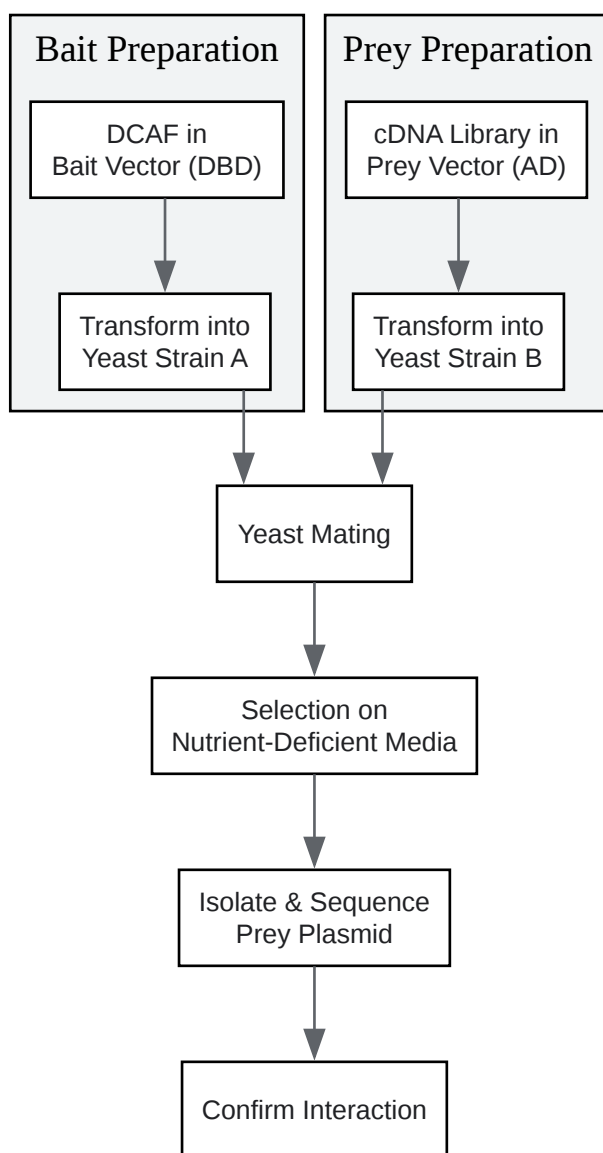 Bait Preparation
DCAF in
Bait Vector (DBD)
Transform into
Yeast Strain A
Prey Preparation
cDNA Library in
Prey Vector (AD)
Transform into
Yeast Strain B
Yeast Mating
Selection on
Nutrient-Deficient Media
Isolate & Sequence
Prey Plasmid
Confirm Interaction